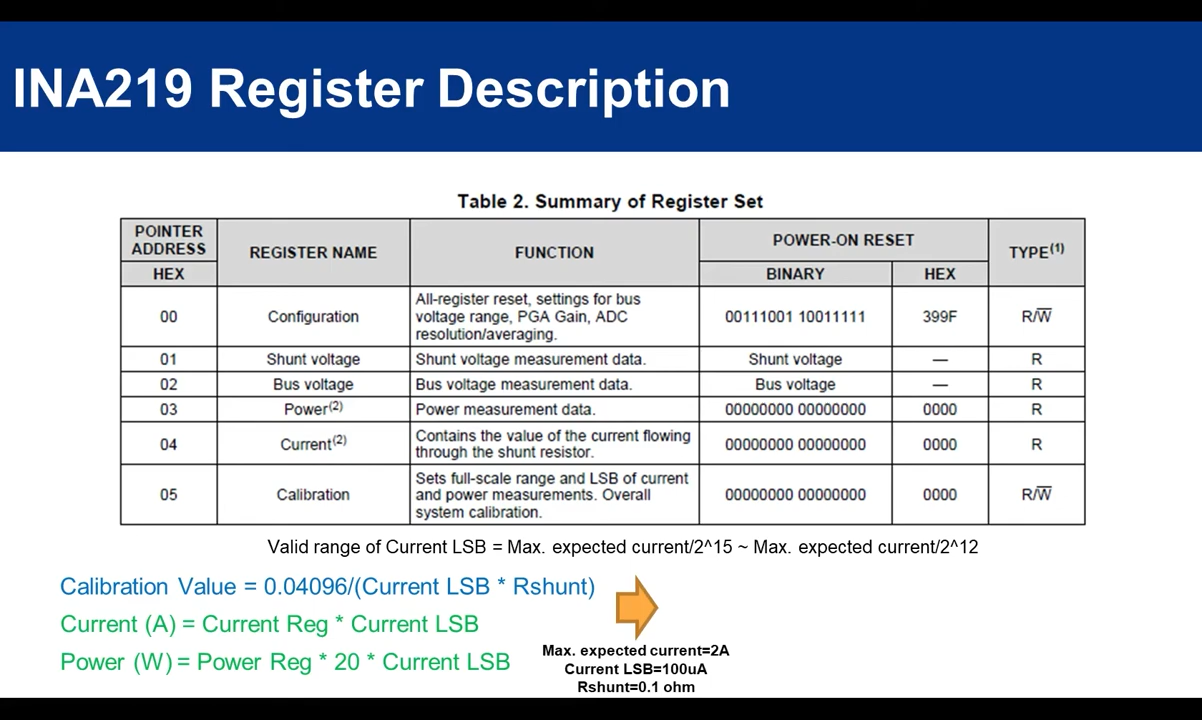 INA219 Register Description
Table 2. Summary of Register Set
POINTER ADDRESS
REGISTER NAME
FUNCTION
POWER-ON RESET
TYPE(1)
HEX
BINARY
HEX
00
Configuration
All-register reset, settings for bus
voltage range, PGA Gain, ADC
resolution/averaging.
00111001 10011111
399F
R/W̅
01
Shunt voltage
Shunt voltage measurement data.
Shunt voltage
—
R
02
Bus voltage
Bus voltage measurement data.
Bus voltage
—
R
03
Power(2)
Power measurement data.
00000000 00000000
0000
R
04
Current(2)
Contains the value of the current flowing
through the shunt resistor.
00000000 00000000
0000
R
05
Calibration
Sets full-scale range and LSB of current
and power measurements. Overall
system calibration.
00000000 00000000
0000
R/W̅
Valid range of Current LSB = Max. expected current/2^15 ~ Max. expected current/2^12
Calibration Value = 0.04096/(Current LSB * Rshunt)
Current (A) = Current Reg * Current LSB
Power (W) = Power Reg * 20 * Current LSB
Max. expected current=2A
Current LSB=100uA
Rshunt=0.1 ohm